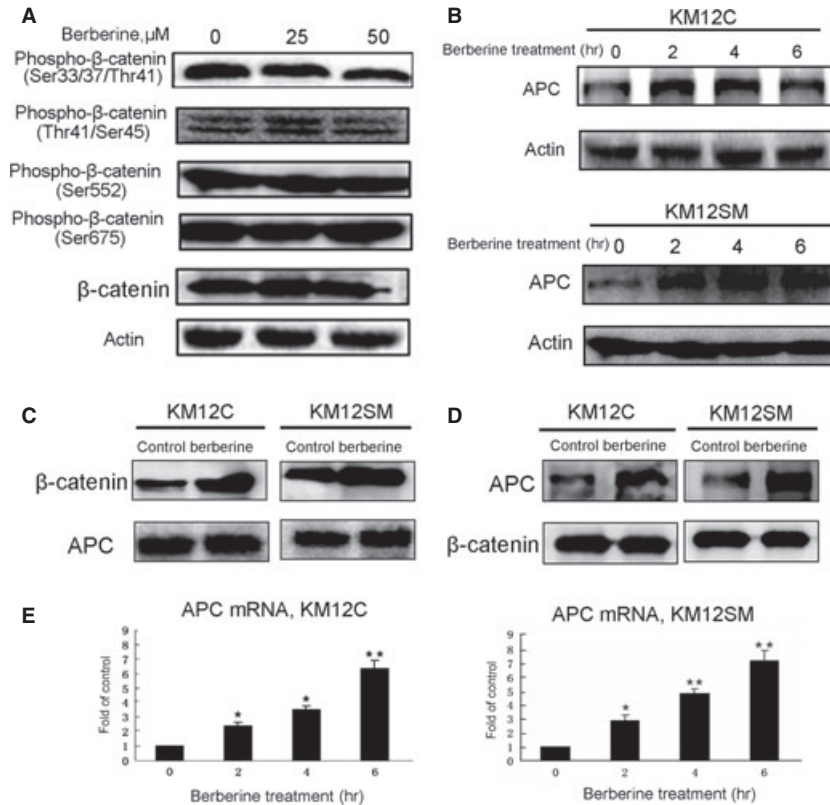 A
Berberine,µM 0 25 50
Phospho-β-catenin
(Ser33/37/Thr41)
Phospho-β-catenin
(Thr41/Ser45)
Phospho-β-catenin
(Ser552)
Phospho-β-catenin
(Ser675)
β-catenin
Actin
B
KM12C
Berberine treatment (hr) 0 2 4 6
APC
Actin
KM12SM
Berberine treatment (hr) 0 2 4 6
APC
Actin
C
KM12C KM12SM
Control berberine Control berberine
β-catenin
APC
D
KM12C KM12SM
Control berberine Control berberine
APC
β-catenin
E
APC mRNA, KM12C
Fold of control
9
8
7
6
5
4
3
2
1
0
* * **
0 2 4 6
Berberine treatment (hr)
APC mRNA, KM12SM
Fold of control
9
8
7
6
5
4
3
2
1
0
* ** **
0 2 4 6
Berberine treatment (hr)